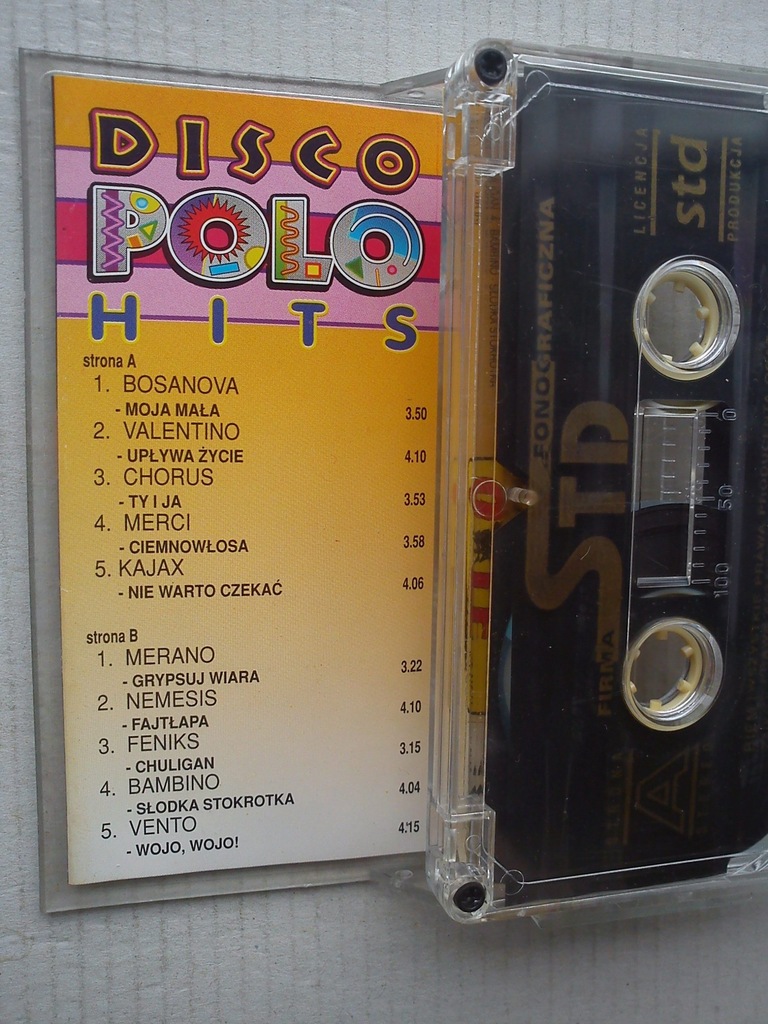 DISCO
POLO
HITS
strona A
1. BOSANOVA
- MOJA MAŁA 3.50
2. VALENTINO
- UPŁYWA ŻYCIE 4.10
3. CHORUS
- TY I JA 3.53
4. MERCI
- CIEMNOWŁOSA 3.58
5. KAJAX
- NIE WARTO CZEKAĆ 4.06
strona B
1. MERANO
- GRYPSUJ WIARA 3.22
2. NEMESIS
- FAJTŁAPA 4.10
3. FENIKS
- CHULIGAN 3.15
4. BAMBINO
- SŁODKA STOKROTKA 4.04
5. VENTO
- WOJO, WOJO! 4.15
FIRMA
FONOGRAFICZNA
STD
LICENCJA
std
PRODUKCJA
0
50
100
A